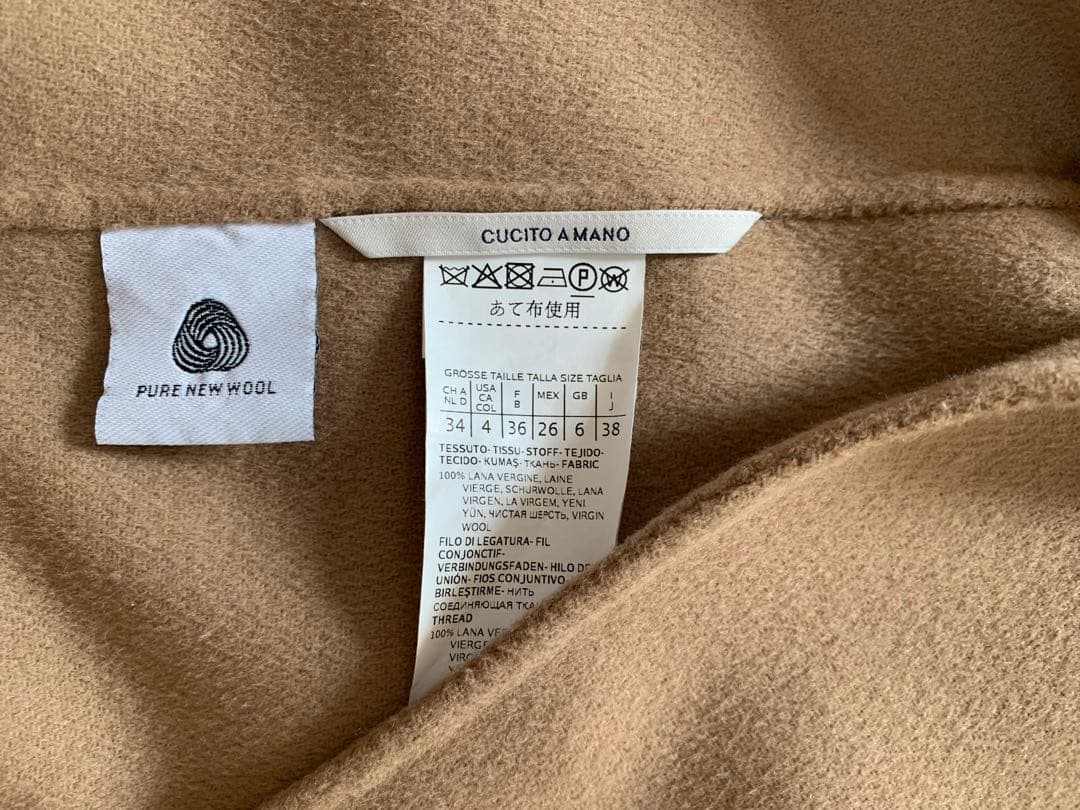 PURE NEW WOOL
CUCITO A MANO
P
W
あて布使用
GRÖSSE TAILLE TALLA SIZE TAGLIA
CH A NL D USA CA COL F B MEX GB I J
34 4 36 26 6 38
TESSUTO- TISSU- STOFF- TEJIDO-
TECIDO- KUMAŞ- ТКАНЬ- FABRIC
100% LANA VERGINE, LAINE
VIERGE, SCHURWOLLE, LANA
VIRGEN, LA VIRGEM, YENI
YÜN, ЧИСТАЯ ШЕРСТЬ, VIRGIN
WOOL
FILO DI LEGATURA- FIL
CONJONCTIF-
VERBINDUNGSFADEN- HILO DE
UNIÓN- FIOS CONJUNTIVO
BIRLEŞTIRME- НИТЬ
СОЕДИНЯЮЩАЯ
THREAD
100% LANA